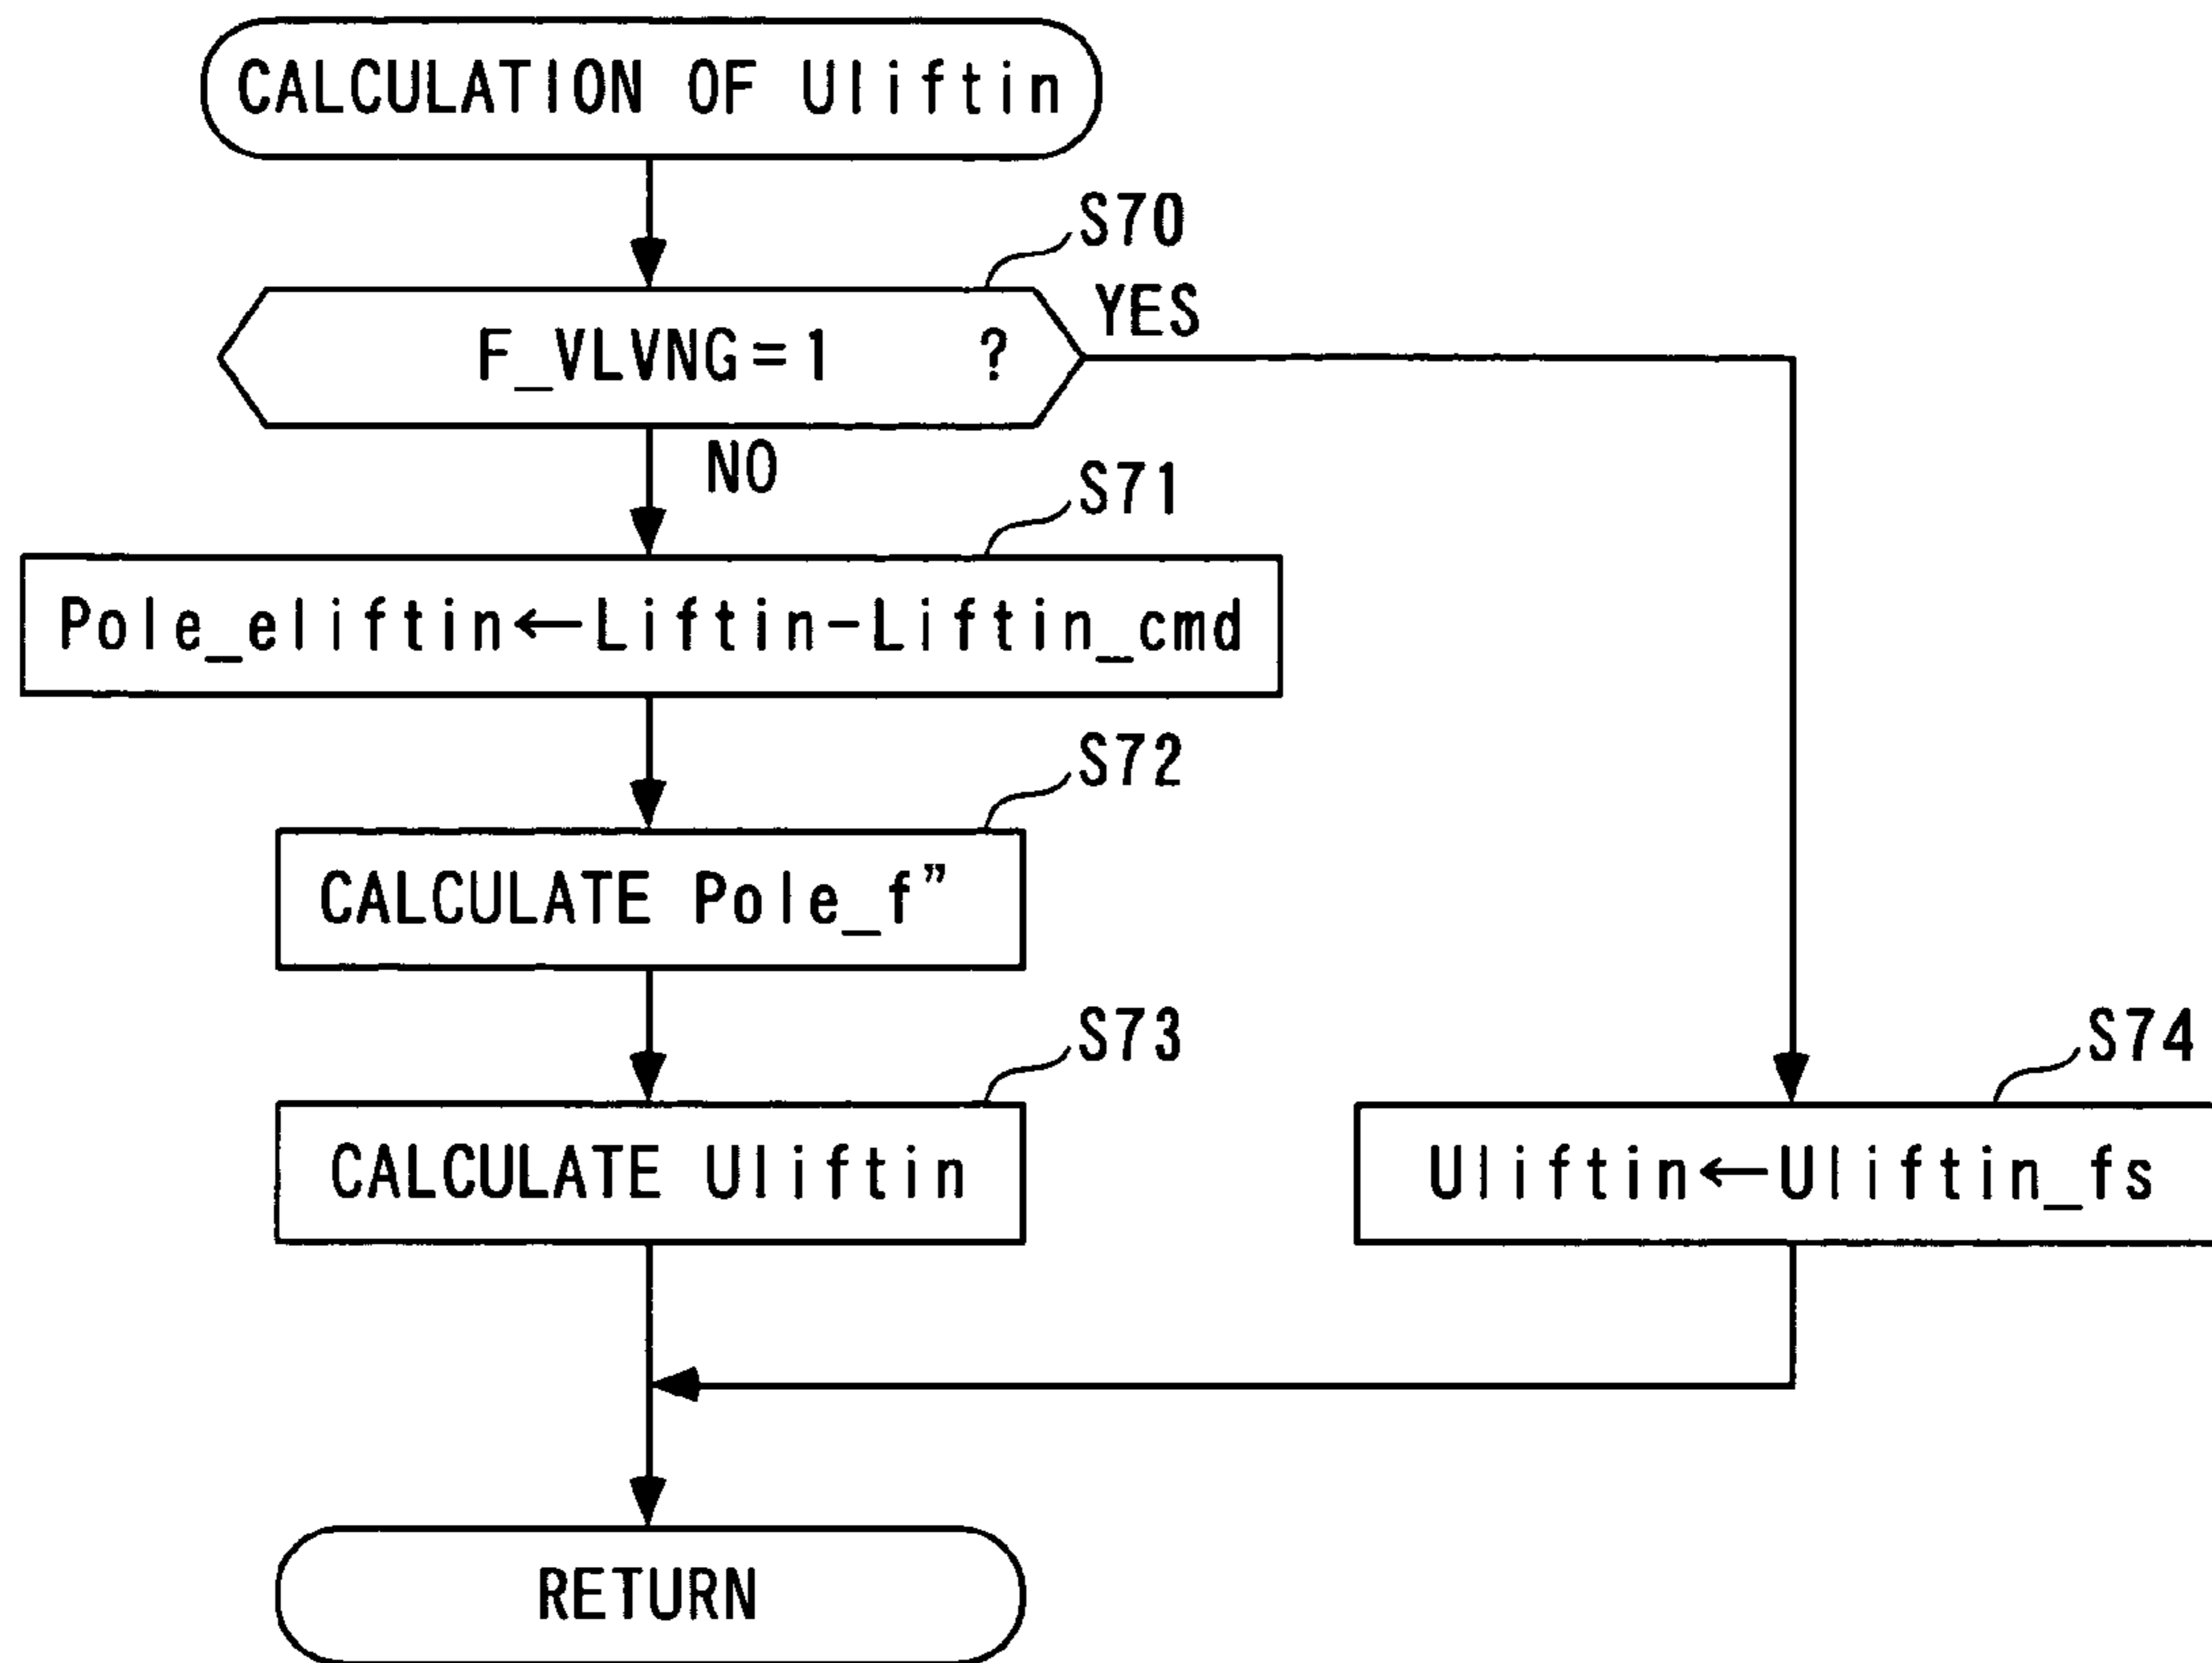 CALCULATION OF Uliftin
S70
F_VLVNG=1 ?
YES
NO
S71
Pole_eliftin←Liftin-Liftin_cmd
S72
CALCULATE Pole_f”
S73
CALCULATE Uliftin
S74
Uliftin←Uliftin_fs
RETURN